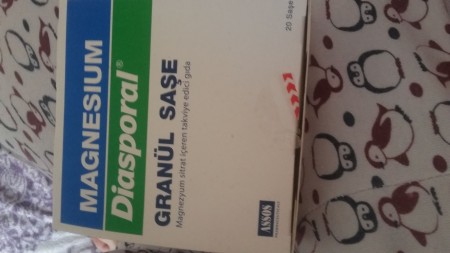 MAGNESIUM
Diasporal®
GRANÜL SAŞE
Magnezyum sitrat içeren takviye edici gıda
20 Saşe
ASSOS